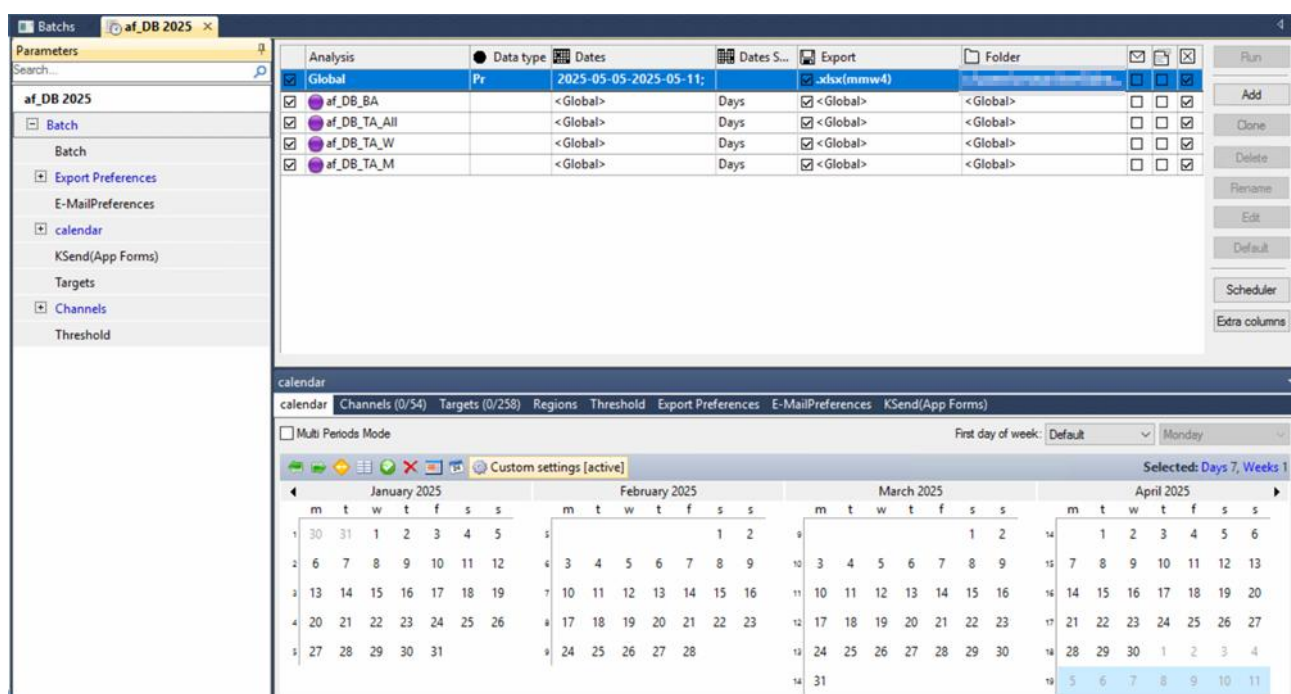 Batchs af_DB 2025 ×
Parameters
Search...
af_DB 2025
Batch
Batch
Export Preferences
E-MailPreferences
calendar
KSend(App Forms)
Targets
Channels
Threshold
Analysis Data type Dates Dates S... Export Folder
Global Pr 2025-05-05-2025-05-11; .xlsx(mmw4)
af_DB_BA <Global> Days <Global> <Global>
af_DB_TA_All <Global> Days <Global> <Global>
af_DB_TA_W <Global> Days <Global> <Global>
af_DB_TA_M <Global> Days <Global> <Global>
Run
Add
Clone
Delete
Rename
Edit
Default
Scheduler
Extra columns
calendar
calendar Channels (0/54) Targets (0/258) Regions Threshold Export Preferences E-MailPreferences KSend(App Forms)
Multi Periods Mode First day of week: Default Monday
Custom settings [active] Selected: Days 7, Weeks 1
January 2025 February 2025 March 2025 April 2025
m t w t f s s m t w t f s s m t w t f s s m t w t f s s
1 30 31 1 2 3 4 5 5 1 2 9 1 2 14 1 2 3 4 5 6
2 6 7 8 9 10 11 12 6 3 4 5 6 7 8 9 10 3 4 5 6 7 8 9 15 7 8 9 10 11 12 13
3 13 14 15 16 17 18 19 7 10 11 12 13 14 15 16 11 10 11 12 13 14 15 16 16 14 15 16 17 18 19 20
4 20 21 22 23 24 25 26 8 17 18 19 20 21 22 23 12 17 18 19 20 21 22 23 17 21 22 23 24 25 26 27
5 27 28 29 30 31 9 24 25 26 27 28 13 24 25 26 27 28 29 30 18 28 29 30 1 2 3 4
14 31 19 5 6 7 8 9 10 11